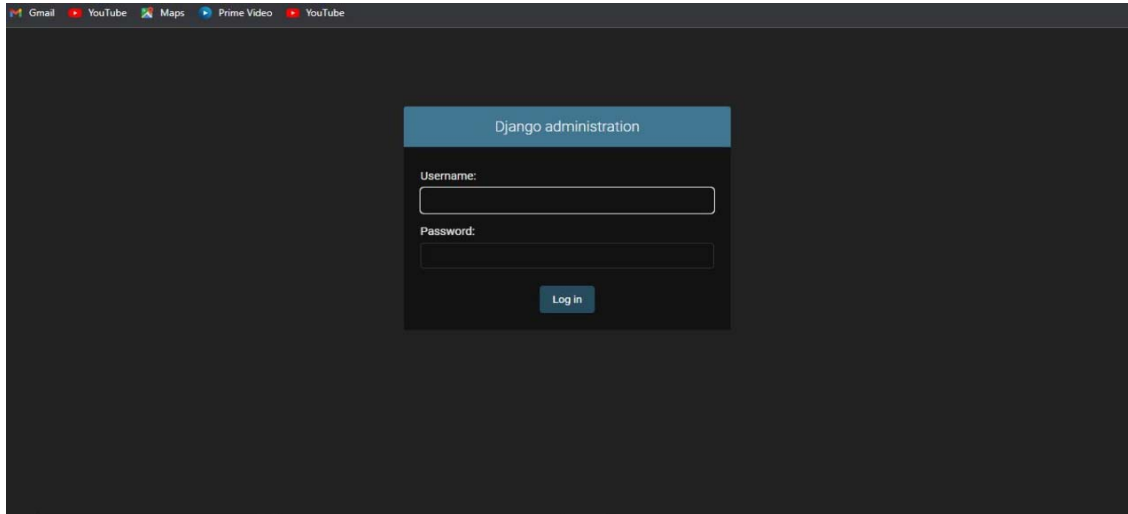 Gmail YouTube Maps Prime Video YouTube
Django administration
Username:
Password:
Log in